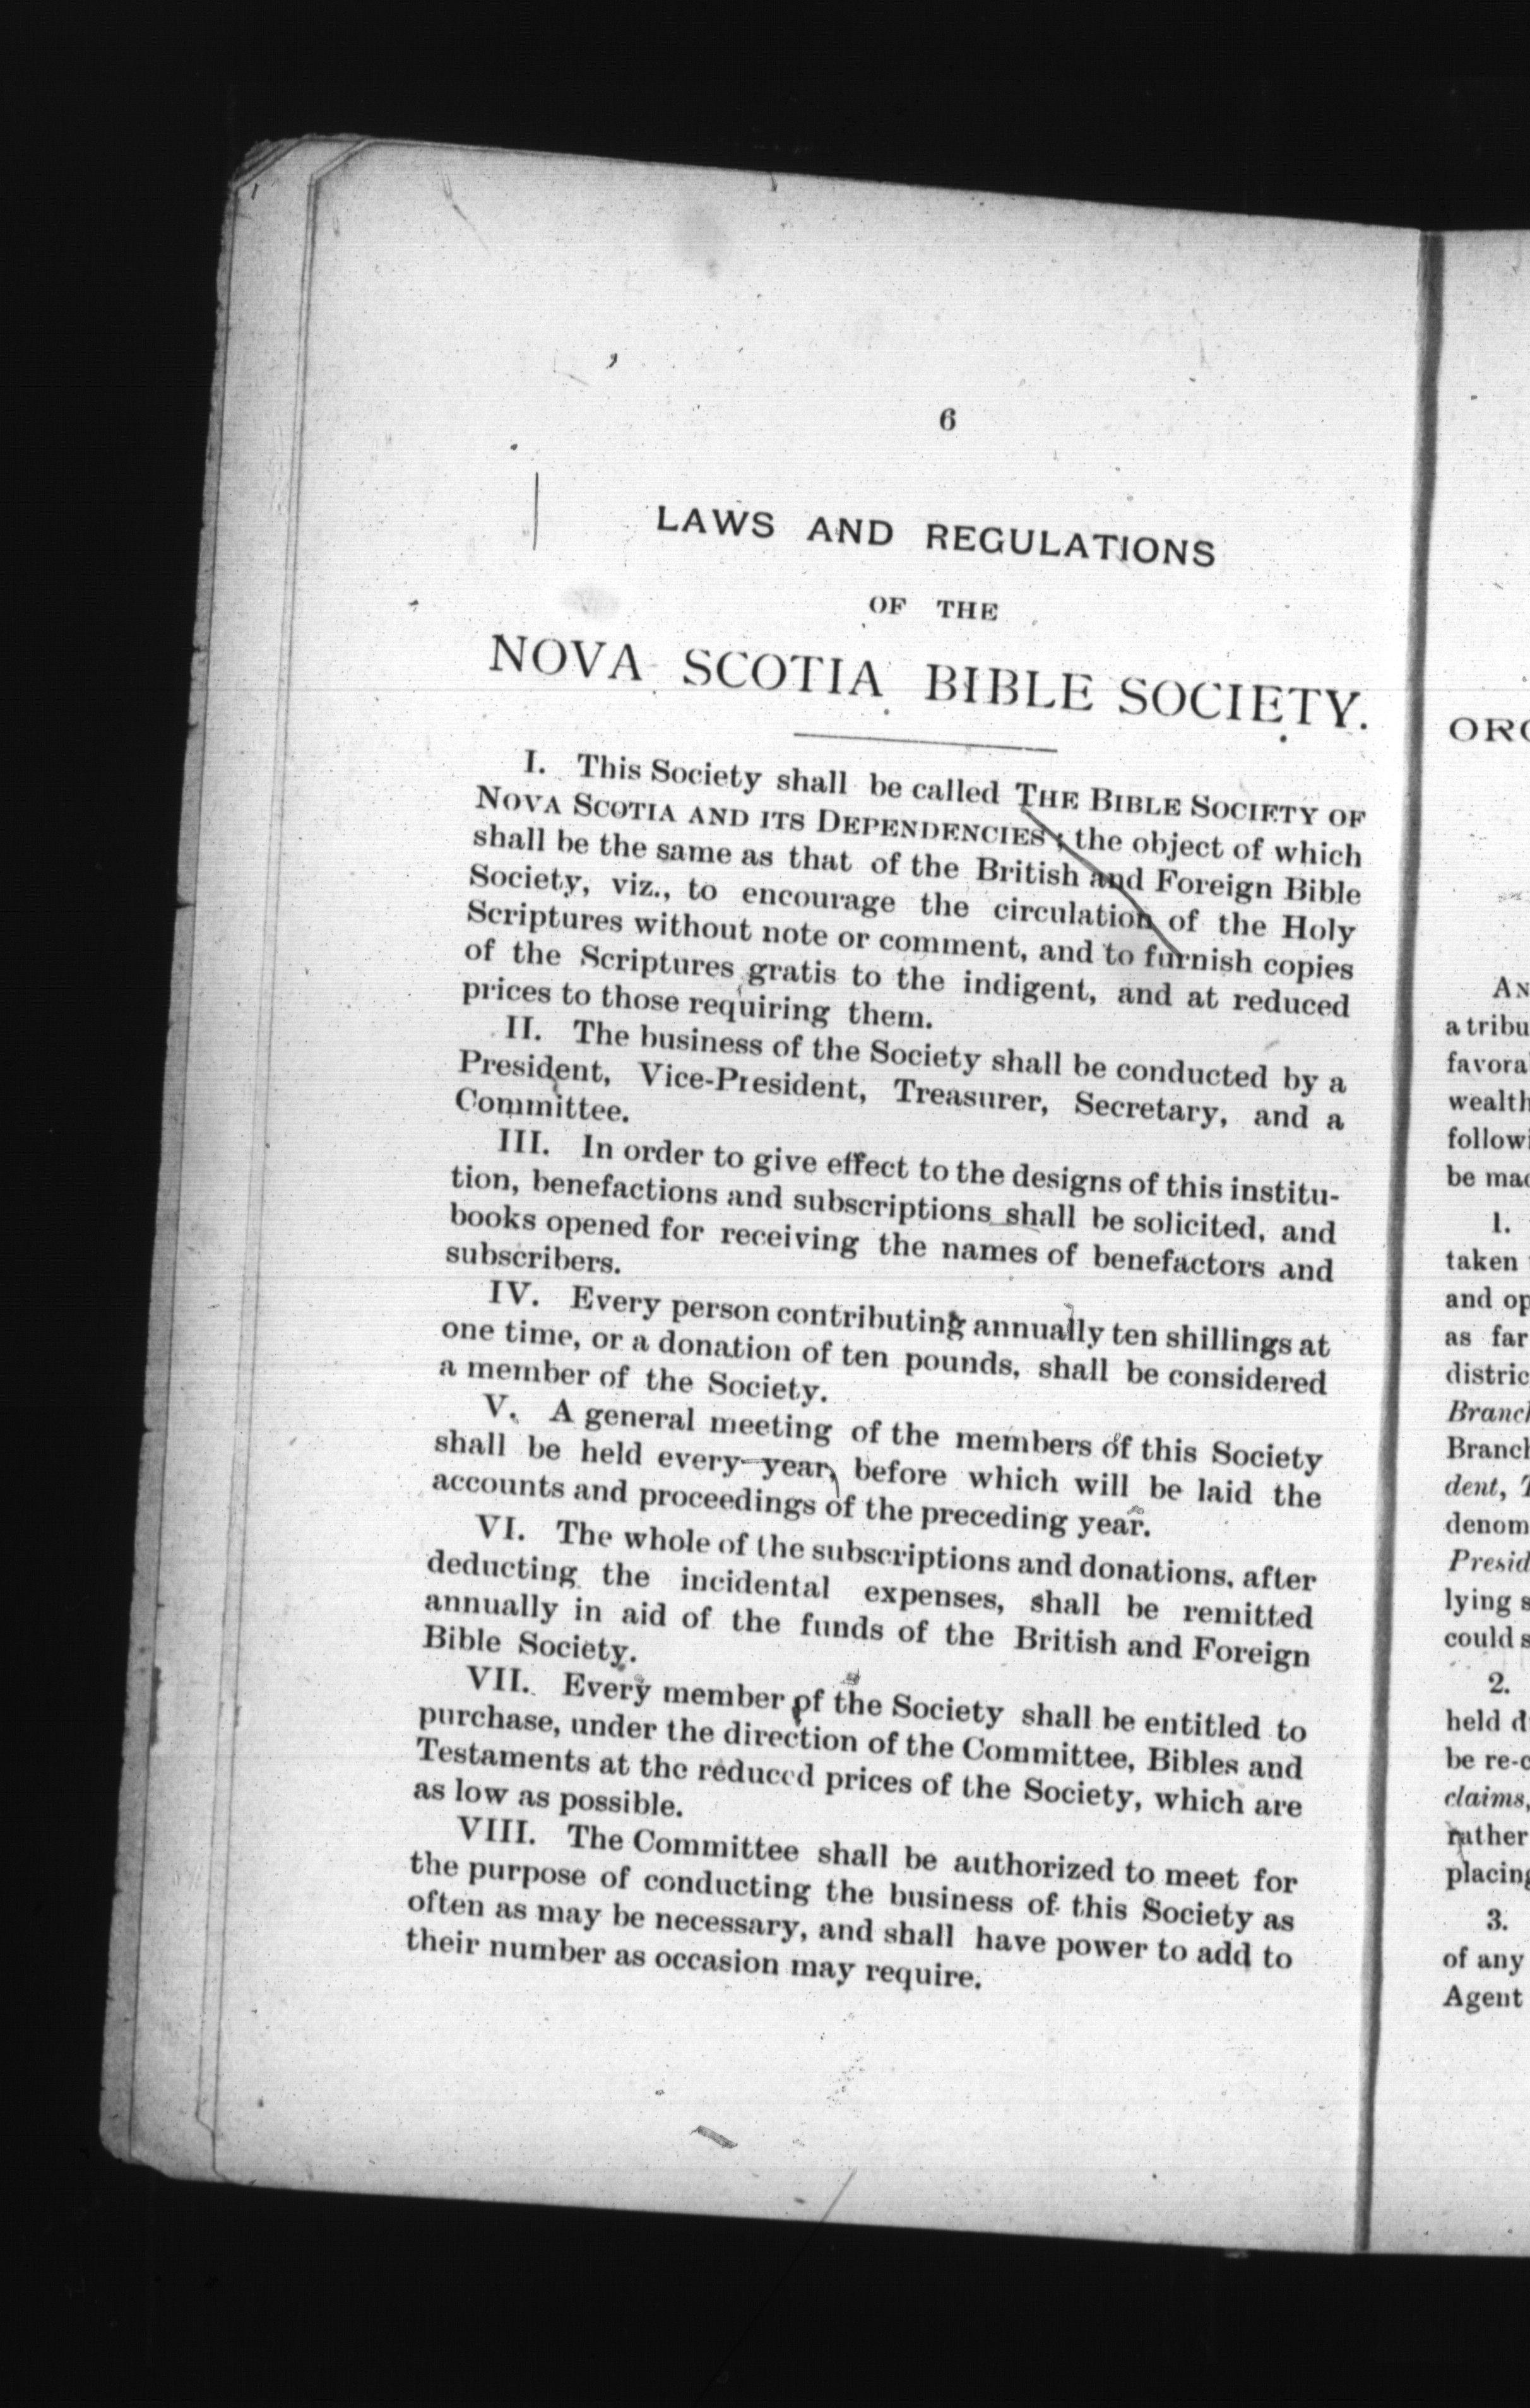 6
LAWS AND REGULATIONS
OF THE
NOVA SCOTIA BIBLE SOCIETY.
I. This Society shall be called THE BIBLE SOCIETY OF
NOVA SCOTIA AND ITS DEPENDENCIES; the object of which
shall be the same as that of the British and Foreign Bible
Society, viz., to encourage the circulation of the Holy
Scriptures without note or comment, and to furnish copies
of the Scriptures gratis to the indigent, and at reduced
prices to those requiring them.
II. The business of the Society shall be conducted by a
President, Vice-President, Treasurer, Secretary, and a
Committee.
III. In order to give effect to the designs of this institu-
tion, benefactions and subscriptions shall be solicited, and
books opened for receiving the names of benefactors and
subscribers.
IV. Every person contributing annually ten shillings at
one time, or a donation of ten pounds, shall be considered
a member of the Society.
V. A general meeting of the members of this Society
shall be held every year, before which will be laid the
accounts and proceedings of the preceding year.
VI. The whole of the subscriptions and donations, after
deducting the incidental expenses, shall be remitted
annually in aid of the funds of the British and Foreign
Bible Society.
VII. Every member of the Society shall be entitled to
purchase, under the direction of the Committee, Bibles and
Testaments at the reduced prices of the Society, which are
as low as possible.
VIII. The Committee shall be authorized to meet for
the purpose of conducting the business of this Society as
often as may be necessary, and shall have power to add to
their number as occasion may require.
ORG
AN
a tribu
favora
wealth
followi
be mad
1.
taken
and op
as far
distric
Branch
Branch
dent, T
denom
Presid
lying s
could s
2.
held d
be re-c
claims,
rather
placing
3.
of any
Agent